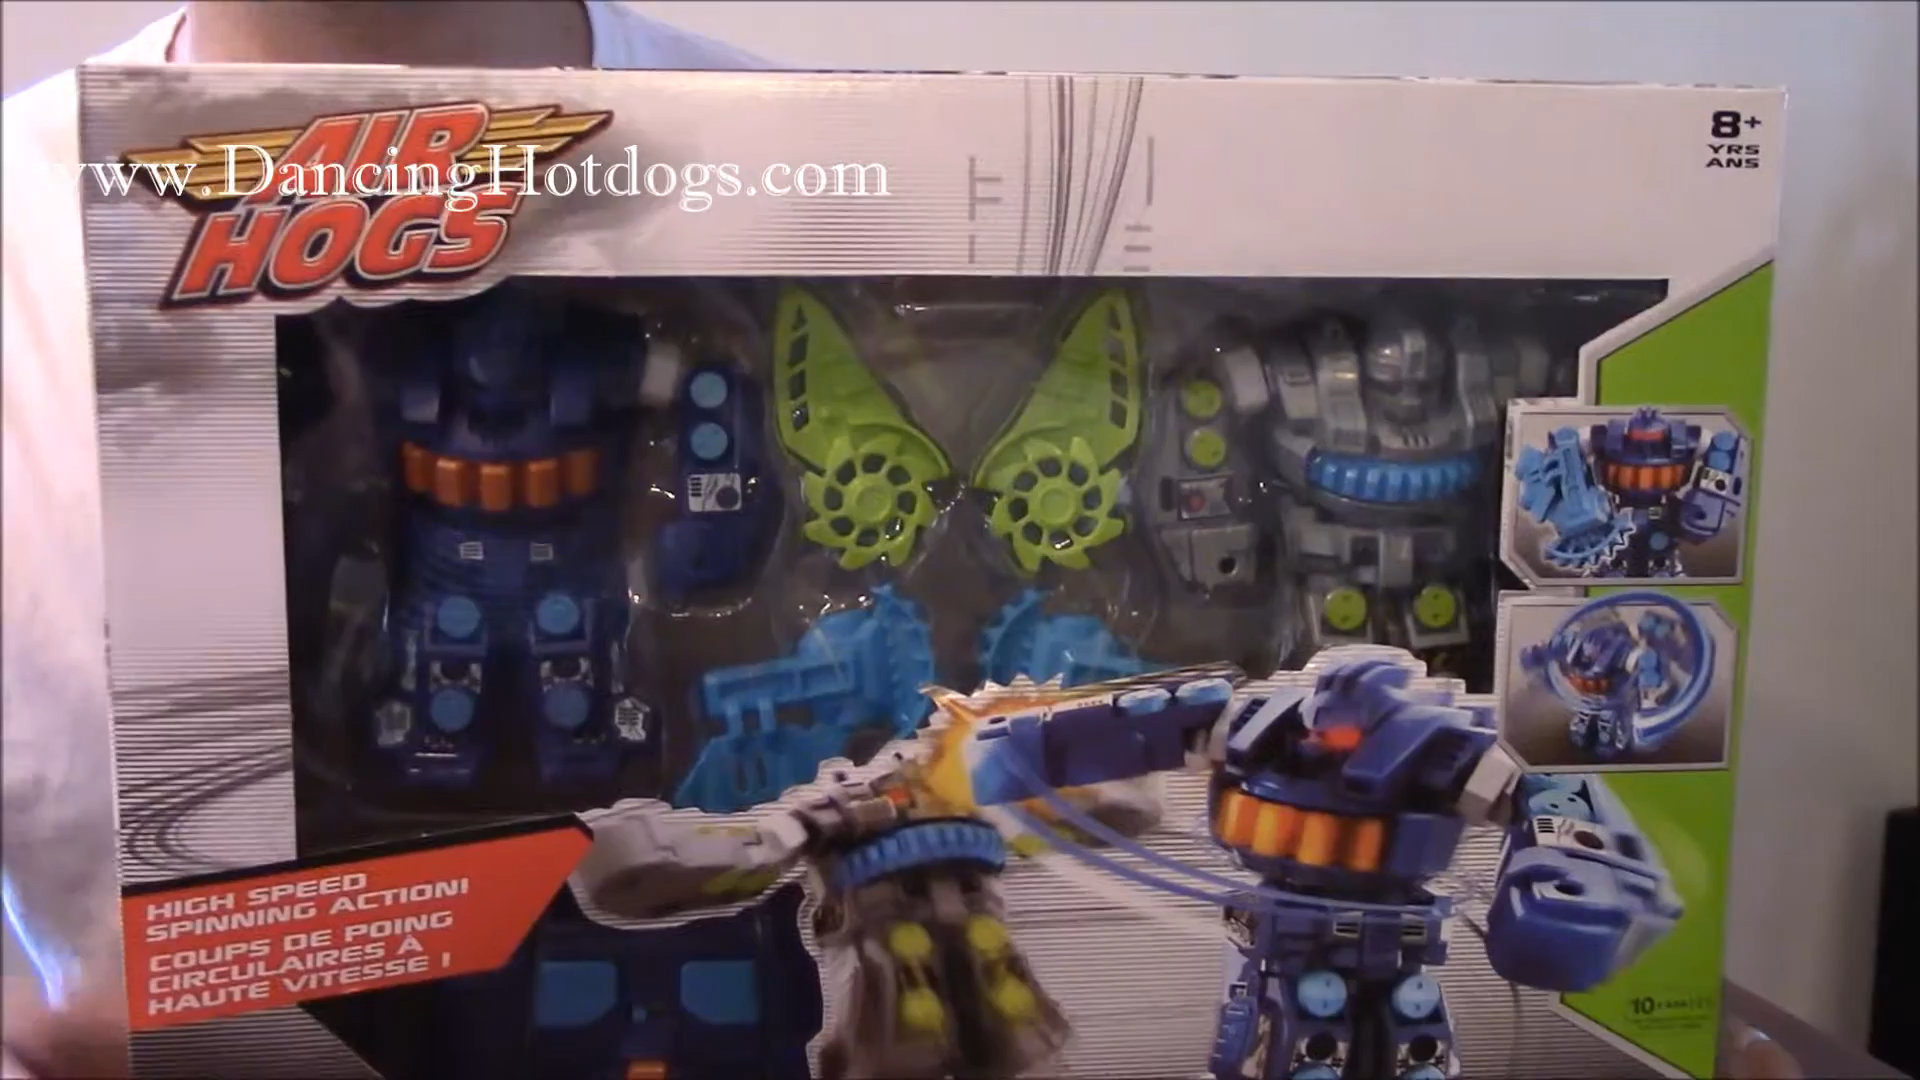 AIR
HOGS
www.DancingHotdogs.com
8+
YRS
ANS
HIGH SPEED
SPINNING ACTION!
COUPS DE POING
CIRCULAIRES À
HAUTE VITESSE !